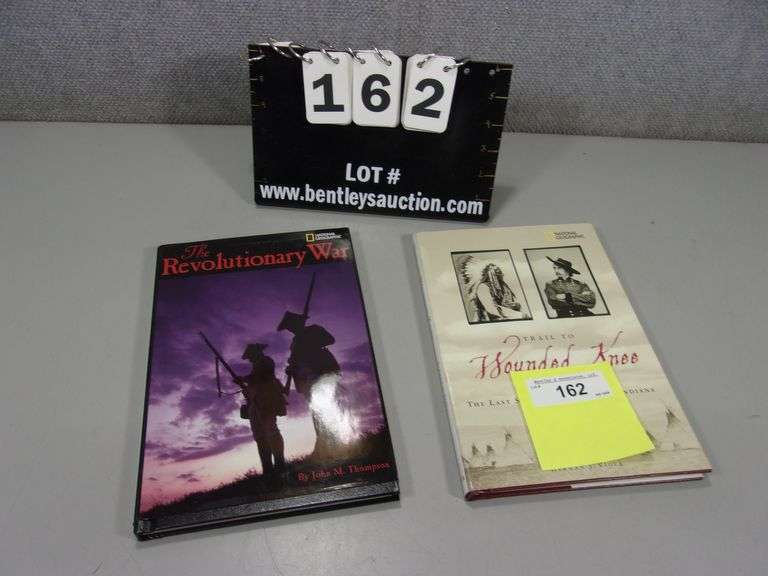 162
LOT #
www.bentleysauction.com
NATIONAL
GEOGRAPHIC
The
Revolutionary War
By John M. Thompson
NATIONAL
GEOGRAPHIC
TRAIL TO
Wounded Knee
THE LAST S
162